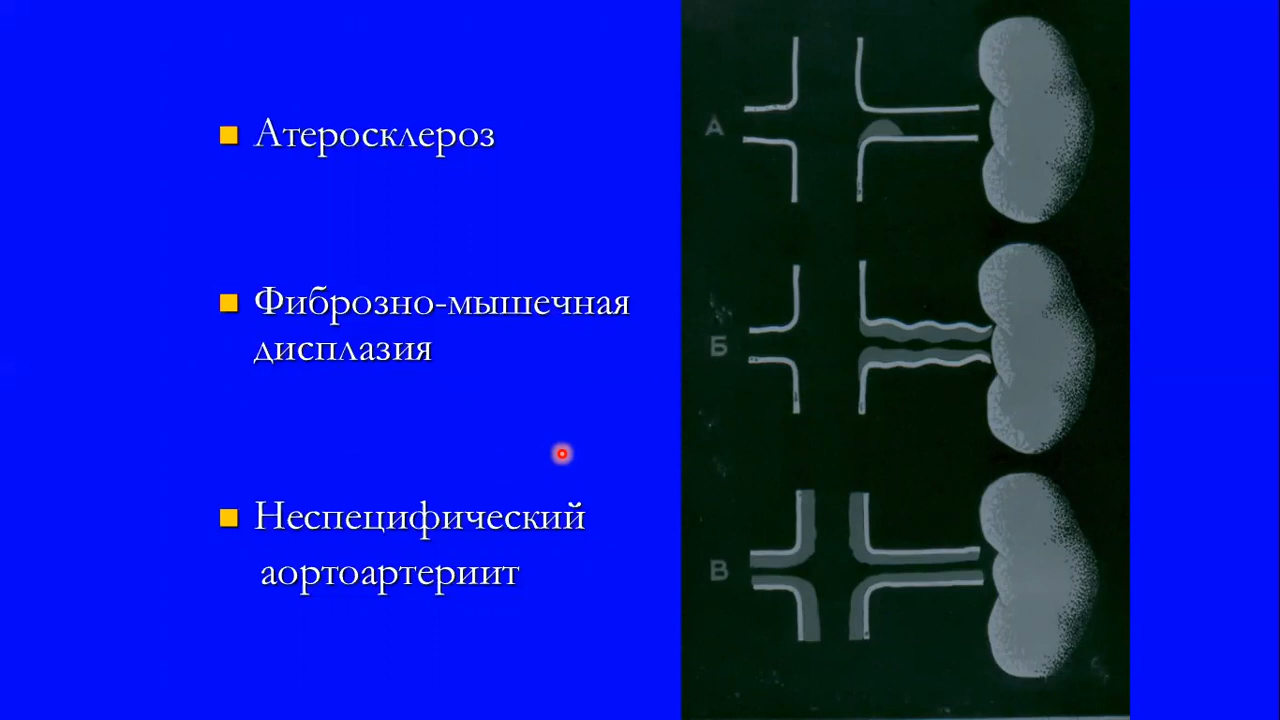 Атеросклероз
Фиброзно-мышечная
дисплазия
Неспецифический
аортоартериит
А
Б
В